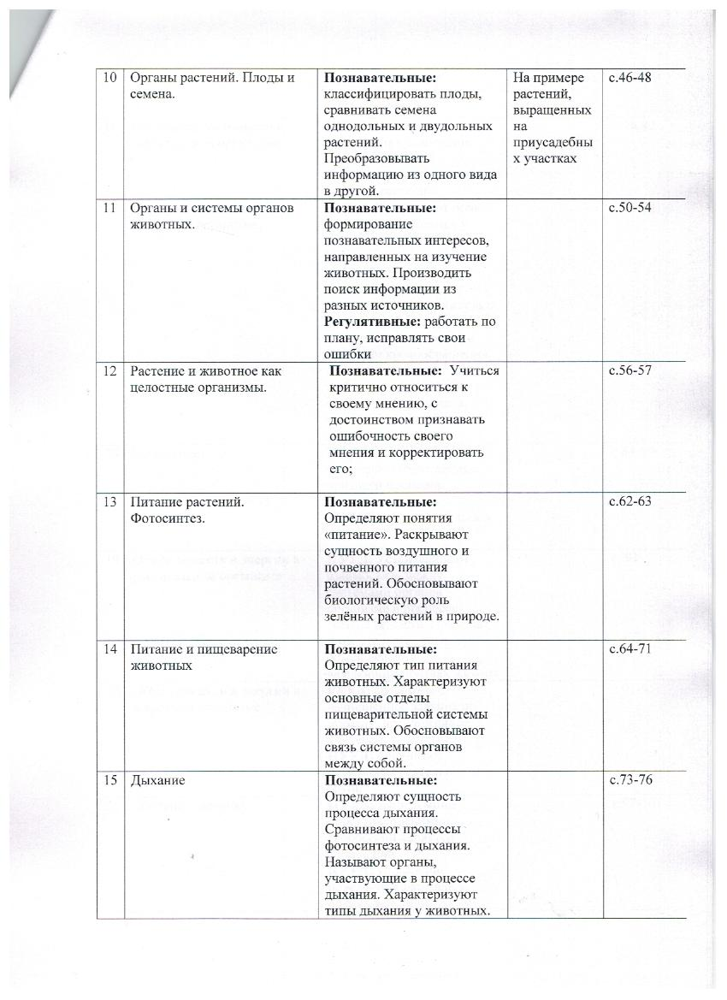 10
Органы растений. Плоды и
семена.
Познавательные:
классифицировать плоды,
сравнивать семена
однодольных и двудольных
растений.
Преобразовывать
информацию из одного вида
в другой.
На примере
растений,
выращенных
на
приусадебны
х участках
с.46-48
11
Органы и системы органов
животных.
Познавательные:
формирование
познавательных интересов,
направленных на изучение
животных. Производить
поиск информации из
разных источников.
Регулятивные: работать по
плану, исправлять свои
ошибки
с.50-54
12
Растение и животное как
целостные организмы.
Познавательные: Учиться
критично относиться к
своему мнению, с
достоинством признавать
ошибочность своего
мнения и корректировать
его;
с.56-57
13
Питание растений.
Фотосинтез.
Познавательные:
Определяют понятия
«питание». Раскрывают
сущность воздушного и
почвенного питания
растений. Обосновывают
биологическую роль
зелёных растений в природе.
с.62-63
14
Питание и пищеварение
животных
Познавательные:
Определяют тип питания
животных. Характеризуют
основные отделы
пищеварительной системы
животных. Обосновывают
связь системы органов
между собой.
с.64-71
15
Дыхание
Познавательные:
Определяют сущность
процесса дыхания.
Сравнивают процессы
фотосинтеза и дыхания.
Называют органы,
участвующие в процессе
дыхания. Характеризуют
типы дыхания у животных.
с.73-76